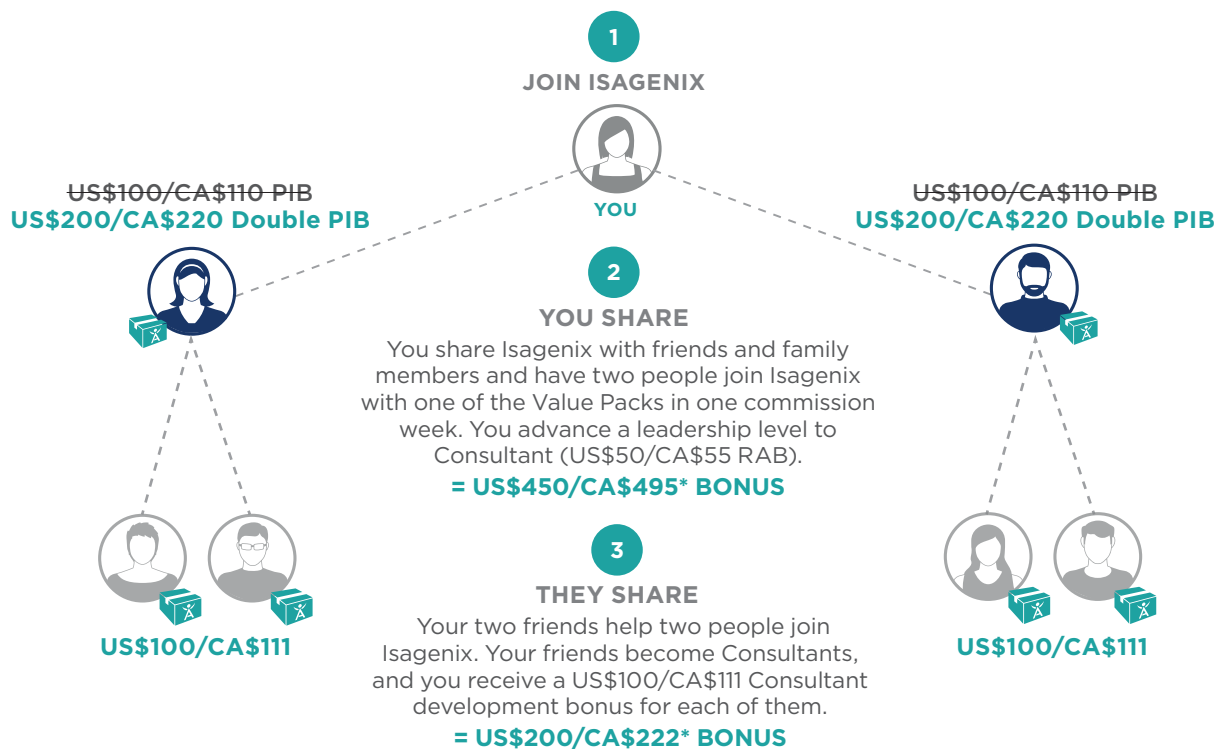 1
JOIN ISAGENIX
YOU
US$100/CA$110 PIB
US$200/CA$220 Double PIB
US$100/CA$110 PIB
US$200/CA$220 Double PIB
2
YOU SHARE
You share Isagenix with friends and family
members and have two people join Isagenix
with one of the Value Packs in one commission
week. You advance a leadership level to
Consultant (US$50/CA$55 RAB).
= US$450/CA$495* BONUS
US$100/CA$111
US$100/CA$111
3
THEY SHARE
Your two friends help two people join
Isagenix. Your friends become Consultants,
and you receive a US$100/CA$111 Consultant
development bonus for each of them.
= US$200/CA$222* BONUS